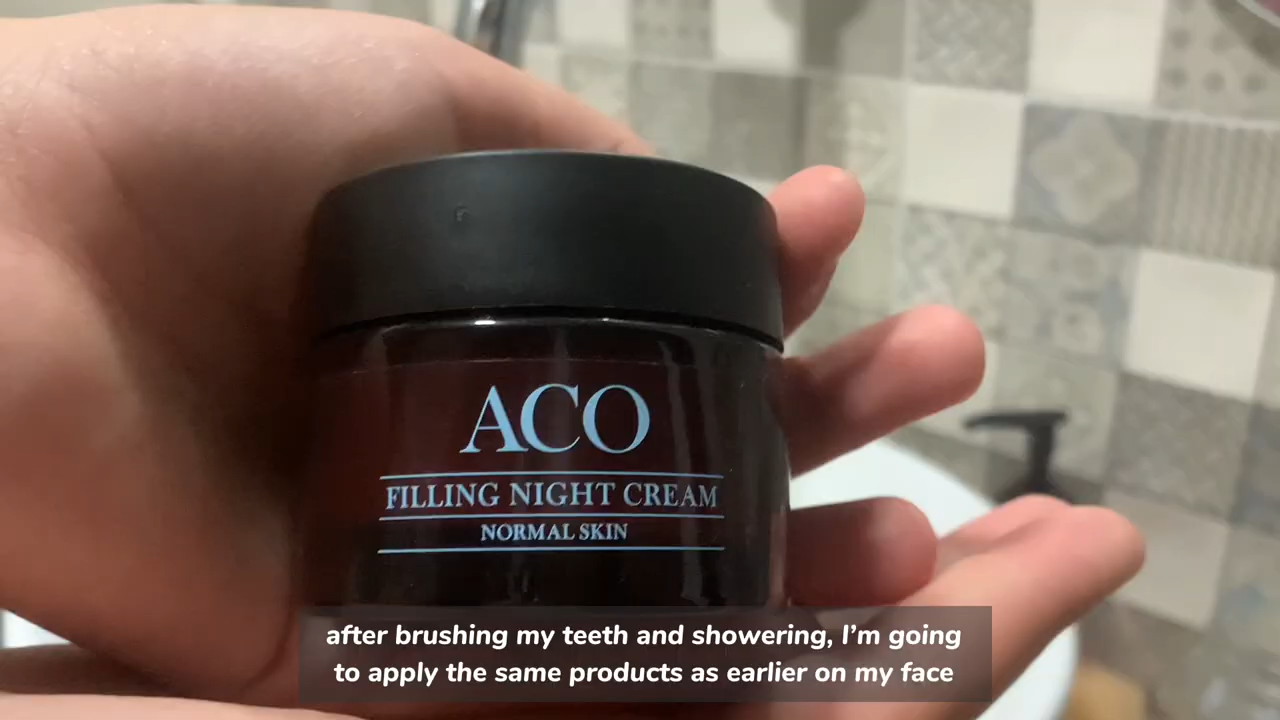 ACO
FILLING NIGHT CREAM
NORMAL SKIN
after brushing my teeth and showering, I'm going
to apply the same products as earlier on my face